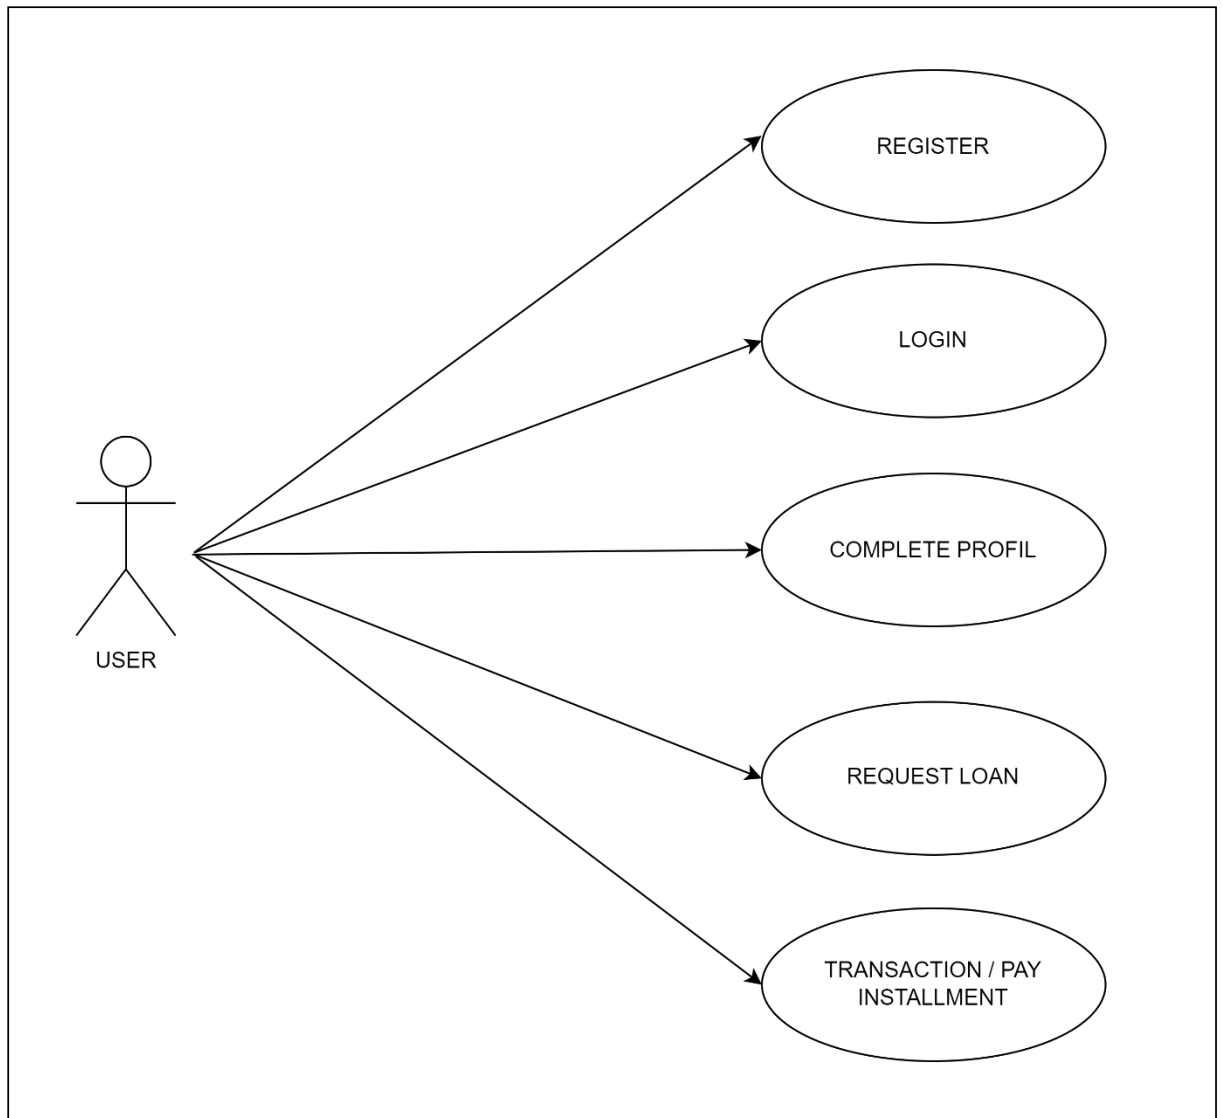 REGISTER
LOGIN
COMPLETE PROFIL
USER
REQUEST LOAN
TRANSACTION / PAY
INSTALLMENT